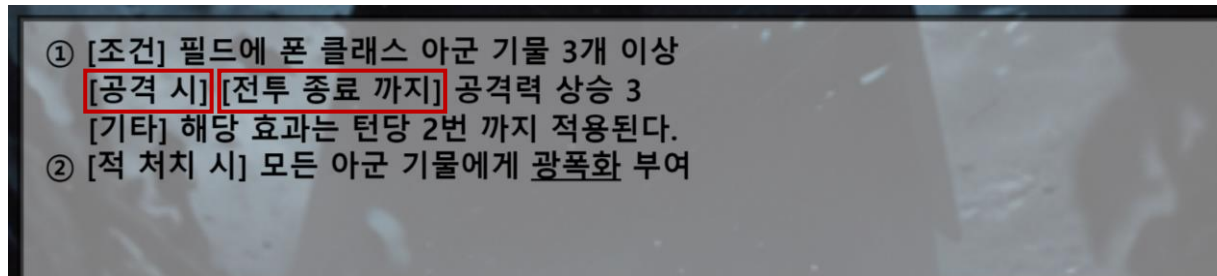 ① [조건] 필드에 폰 클래스 아군 기물 3개 이상
[공격 시] [전투 종료 까지] 공격력 상승 3
[기타] 해당 효과는 턴당 2번 까지 적용된다.
② [적 처치 시] 모든 아군 기물에게 광폭화 부여